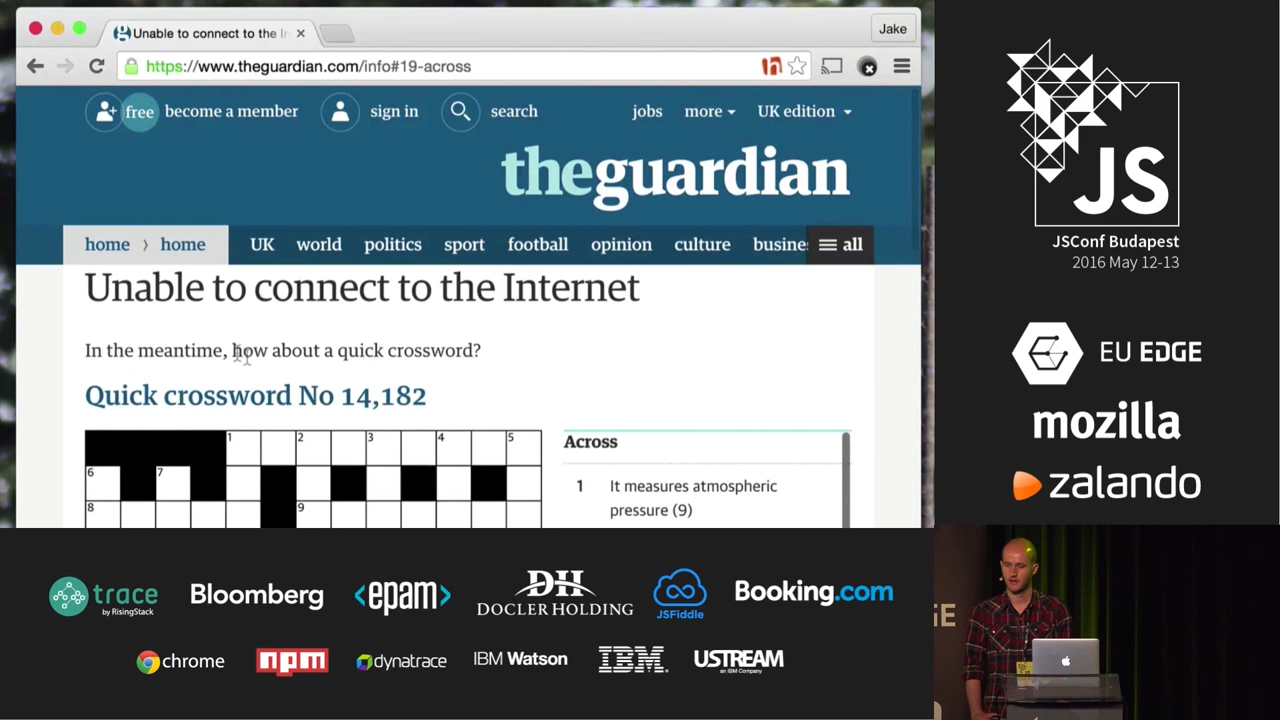 Unable to connect to the In
Jake
https://www.theguardian.com/info#19-across
free become a member sign in search jobs more UK edition
theguardian
home › home UK world politics sport football opinion culture busine all
Unable to connect to the Internet
In the meantime, how about a quick crossword?
Quick crossword No 14,182
1 2 3 4 5
6 7
8 9
Across
1 It measures atmospheric
pressure (9)
JS
JSConf Budapest
2016 May 12-13
EU EDGE
mozilla
zalando
trace
by RisingStack
Bloomberg
<epam>
DH
DOCLER HOLDING
JSFiddle
Booking.com
chrome
npm
dynatrace
IBM Watson
IBM
USTREAM
an IBM Company
GE